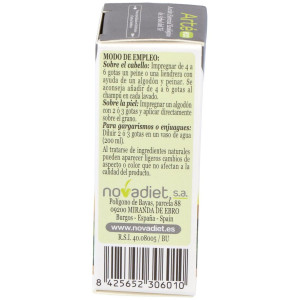 Arte
MODO DE EMPLEO:
Sobre el cabello: Impregnar de 4 a
6 gotas un peine o una liendrera con
ayuda de un algodón y peinar. Se
aconseja añadir de 4 a 6 gotas al
champú en cada lavado.
Sobre la piel: Impregnar un algodón
con 2 ó 3 gotas y aplicar directamente
sobre el grano.
Para gargarismos o enjuagues:
Diluir 2 ó 3 gotas en un vaso de agua
(200 ml).
Al tratarse de ingredientes naturales
pueden aparecer ligeros cambios de
aspecto o color que no afectan a la
calidad del producto.
novadiet, s.a.
Polígono de Bayas, parcela 88
09200 MIRANDA DE EBRO
Burgos - España - Spain
www.novadiet.es
R.S.I. 40.08005 / BU
8 425652 306010